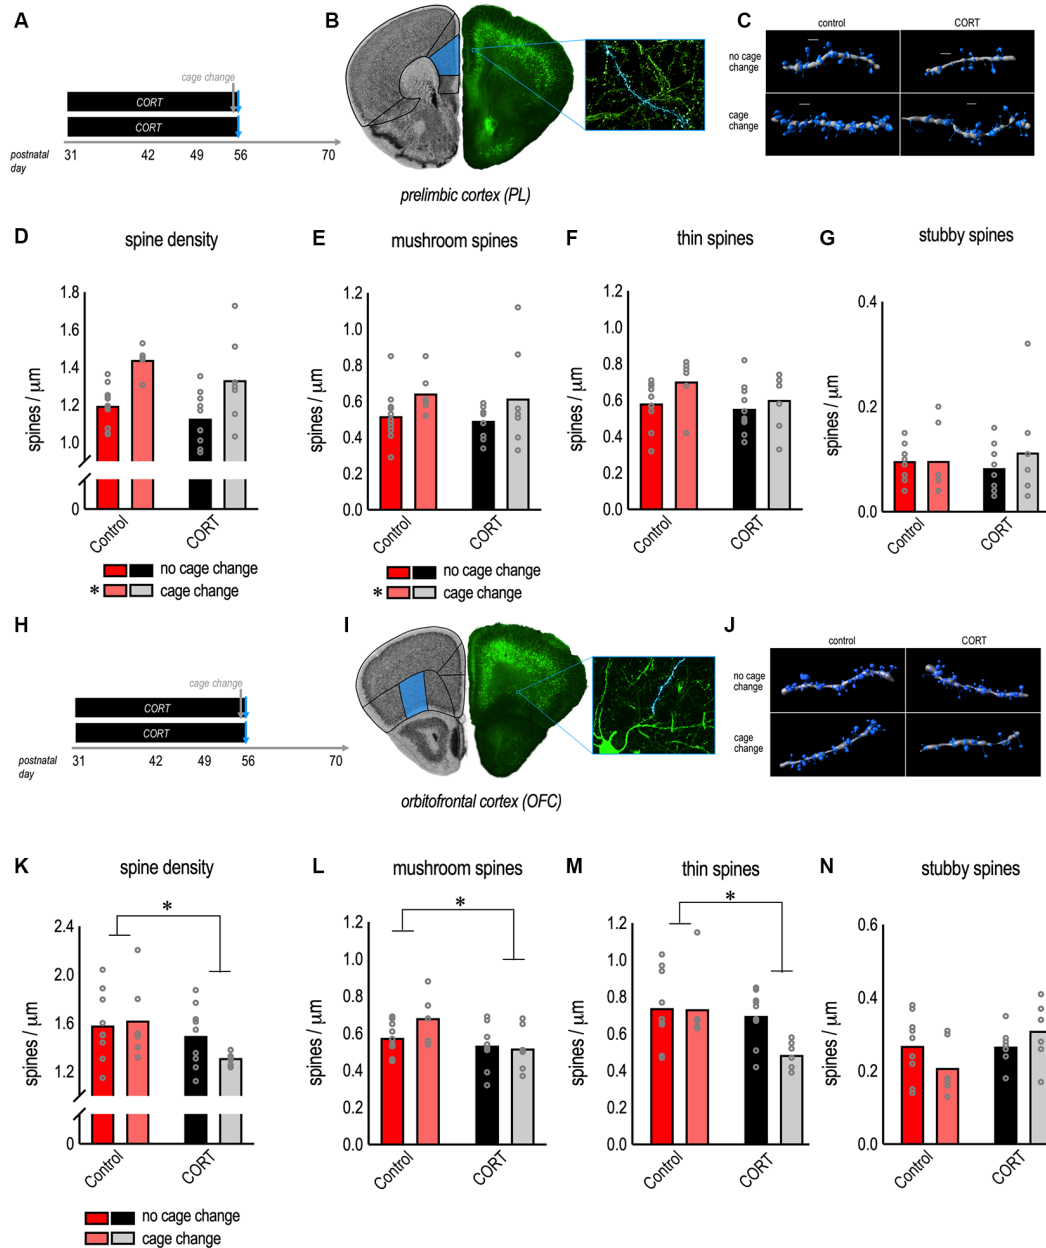 A
B
C
cage change
CORT
CORT
postnatal
day
31
42
49
56
70
prelimbic cortex (PL)
control
CORT
no cage
change
cage
change
D
spine density
spines / μm
1.8
1.6
1.4
1.2
1.0
0
Control
CORT
no cage change
* cage change
E
mushroom spines
spines / μm
1.2
1.0
0.8
0.6
0.4
0.2
0.0
Control
CORT
no cage change
* cage change
F
thin spines
spines / μm
1.2
1.0
0.8
0.6
0.4
0.2
0.0
Control
CORT
G
stubby spines
spines / μm
0.4
0.2
0.0
Control
CORT
H
I
J
cage change
CORT
CORT
postnatal
day
31
42
49
56
70
orbitofrontal cortex (OFC)
control
CORT
no cage
change
cage
change
K
spine density
*
spines / μm
2.4
2.0
1.6
1.2
0
Control
CORT
no cage change
cage change
L
mushroom spines
*
spines / μm
1.2
1.0
0.8
0.6
0.4
0.2
0.0
Control
CORT
M
thin spines
*
spines / μm
1.2
1.0
0.8
0.6
0.4
0.2
0.0
Control
CORT
N
stubby spines
spines / μm
0.6
0.4
0.2
0.0
Control
CORT